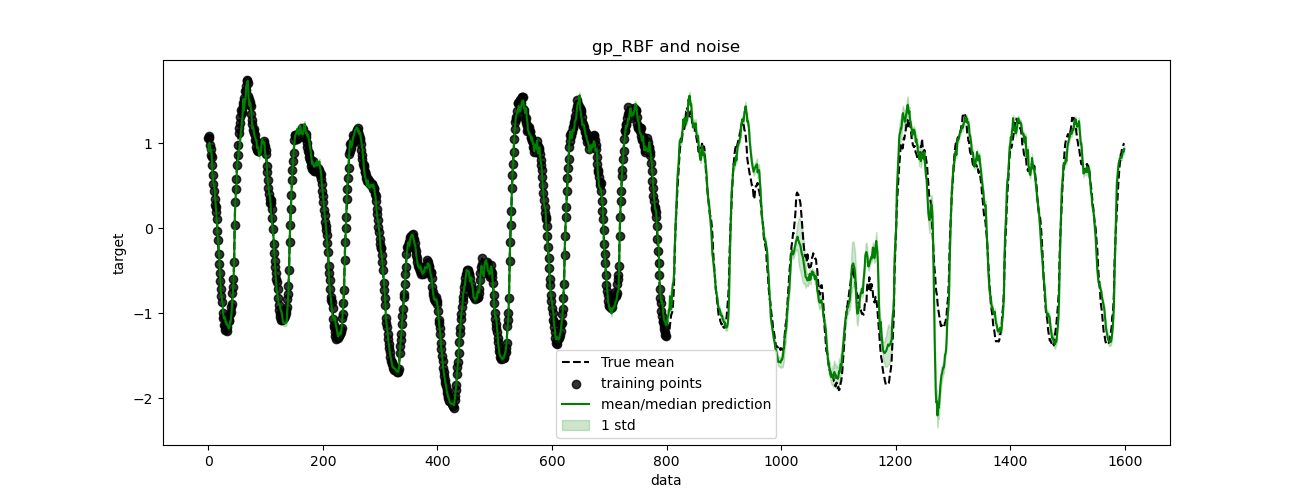 gp_RBF and noise
target
1
0
−1
−2
True mean
training points
mean/median prediction
1 std
0 200 400 600 800 1000 1200 1400 1600
data